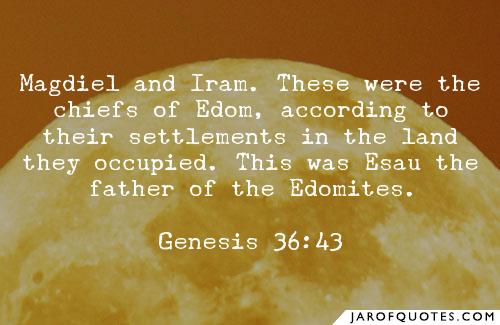 Magdiel and Iram. These were the
chiefs of Edom, according to
their settlements in the land
they occupied. This was Esau the
father of the Edomites.
Genesis 36:43
JAROFQUOTES.COM